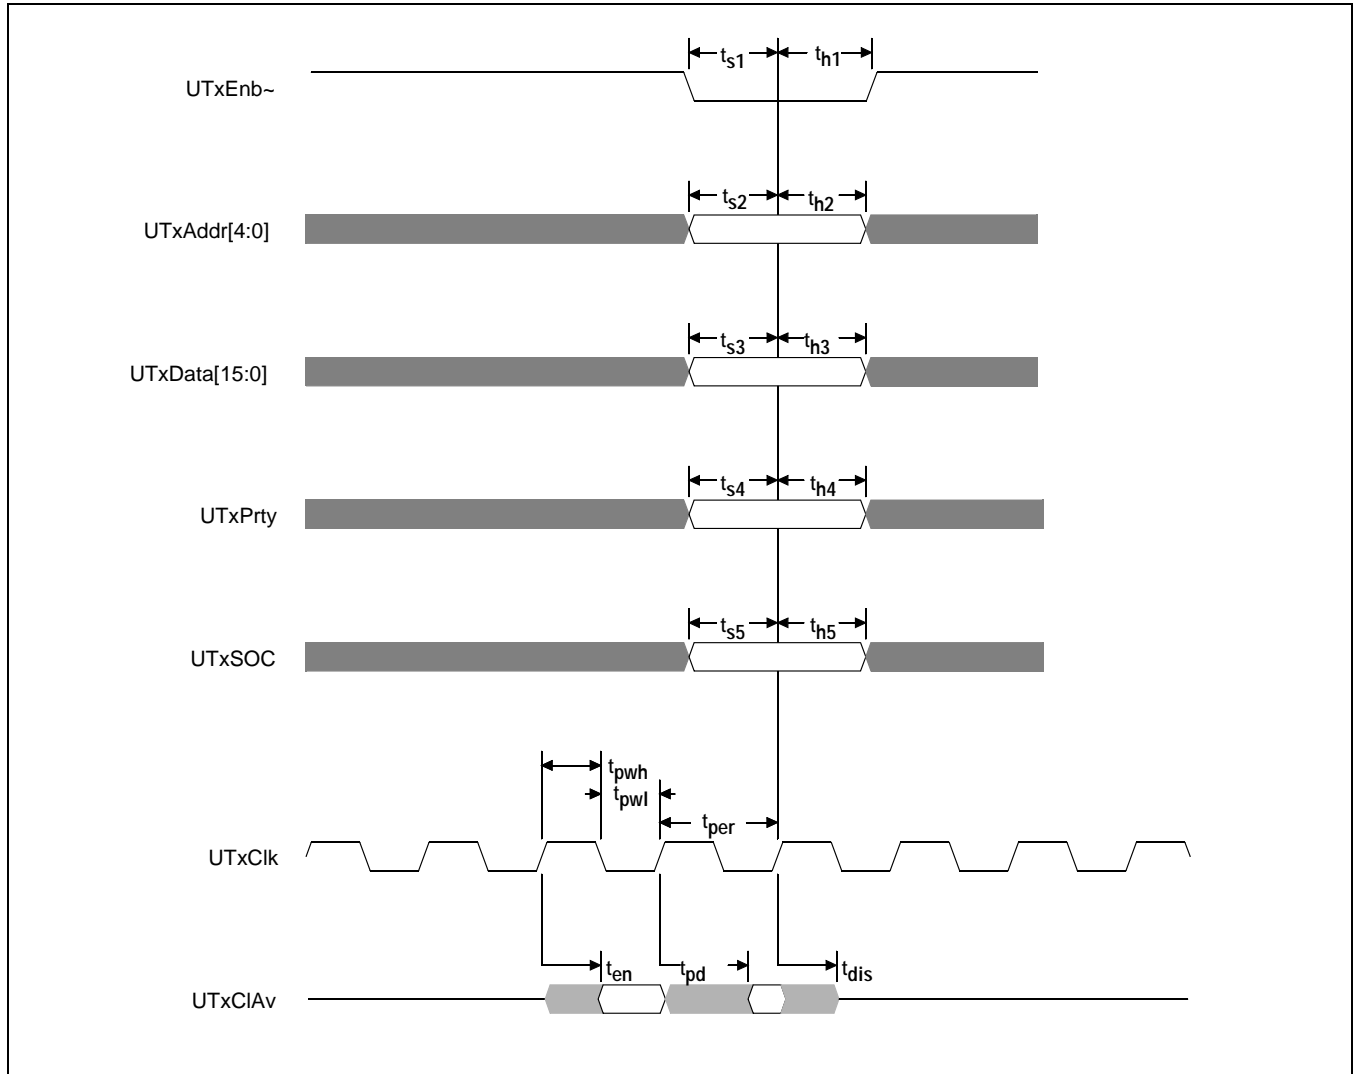 ts1 th1
UTxEnb~
ts2 th2
UTxAddr[4:0]
ts3 th3
UTxData[15:0]
ts4 th4
UTxPrty
ts5 th5
UTxSOC
tpwh
tpwl
tper
UTxClk
ten tpd tdis
UTxClAv